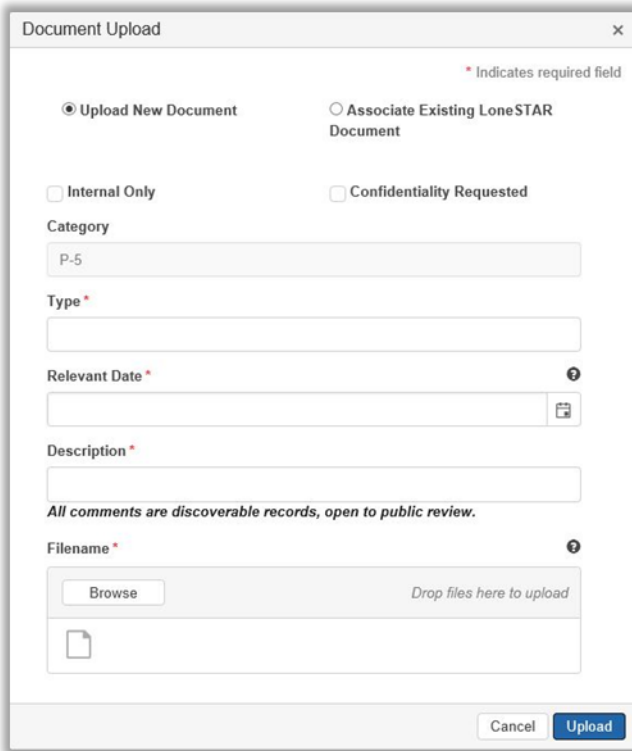 Document Upload ×
* Indicates required field
Upload New Document
Associate Existing LoneSTAR
Document
Internal Only
Confidentiality Requested
Category
P-5
Type *
Relevant Date *
Description *
All comments are discoverable records, open to public review.
Filename *
Browse
Drop files here to upload
Cancel
Upload